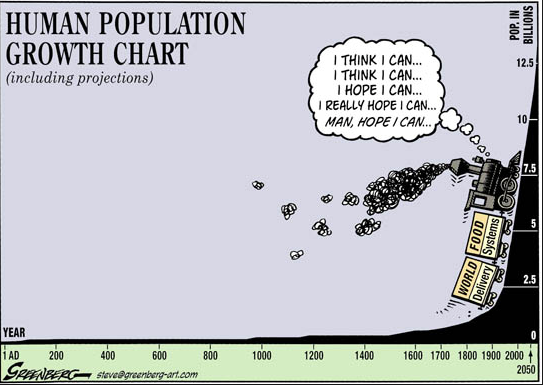 HUMAN POPULATION
GROWTH CHART
(including projections)
POP. IN
BILLIONS
I THINK I CAN...
I THINK I CAN...
I HOPE I CAN...
I REALLY HOPE I CAN...
MAN, HOPE I CAN...
12.5
10
7.5
5
2.5
0
FOOD
Systems
WORLD
Delivery
YEAR
1 AD 200 400 600 800 1000 1200 1400 1600 1700 1800 1900 2000
2050
GREENBERG— steve@greenberg-art.com